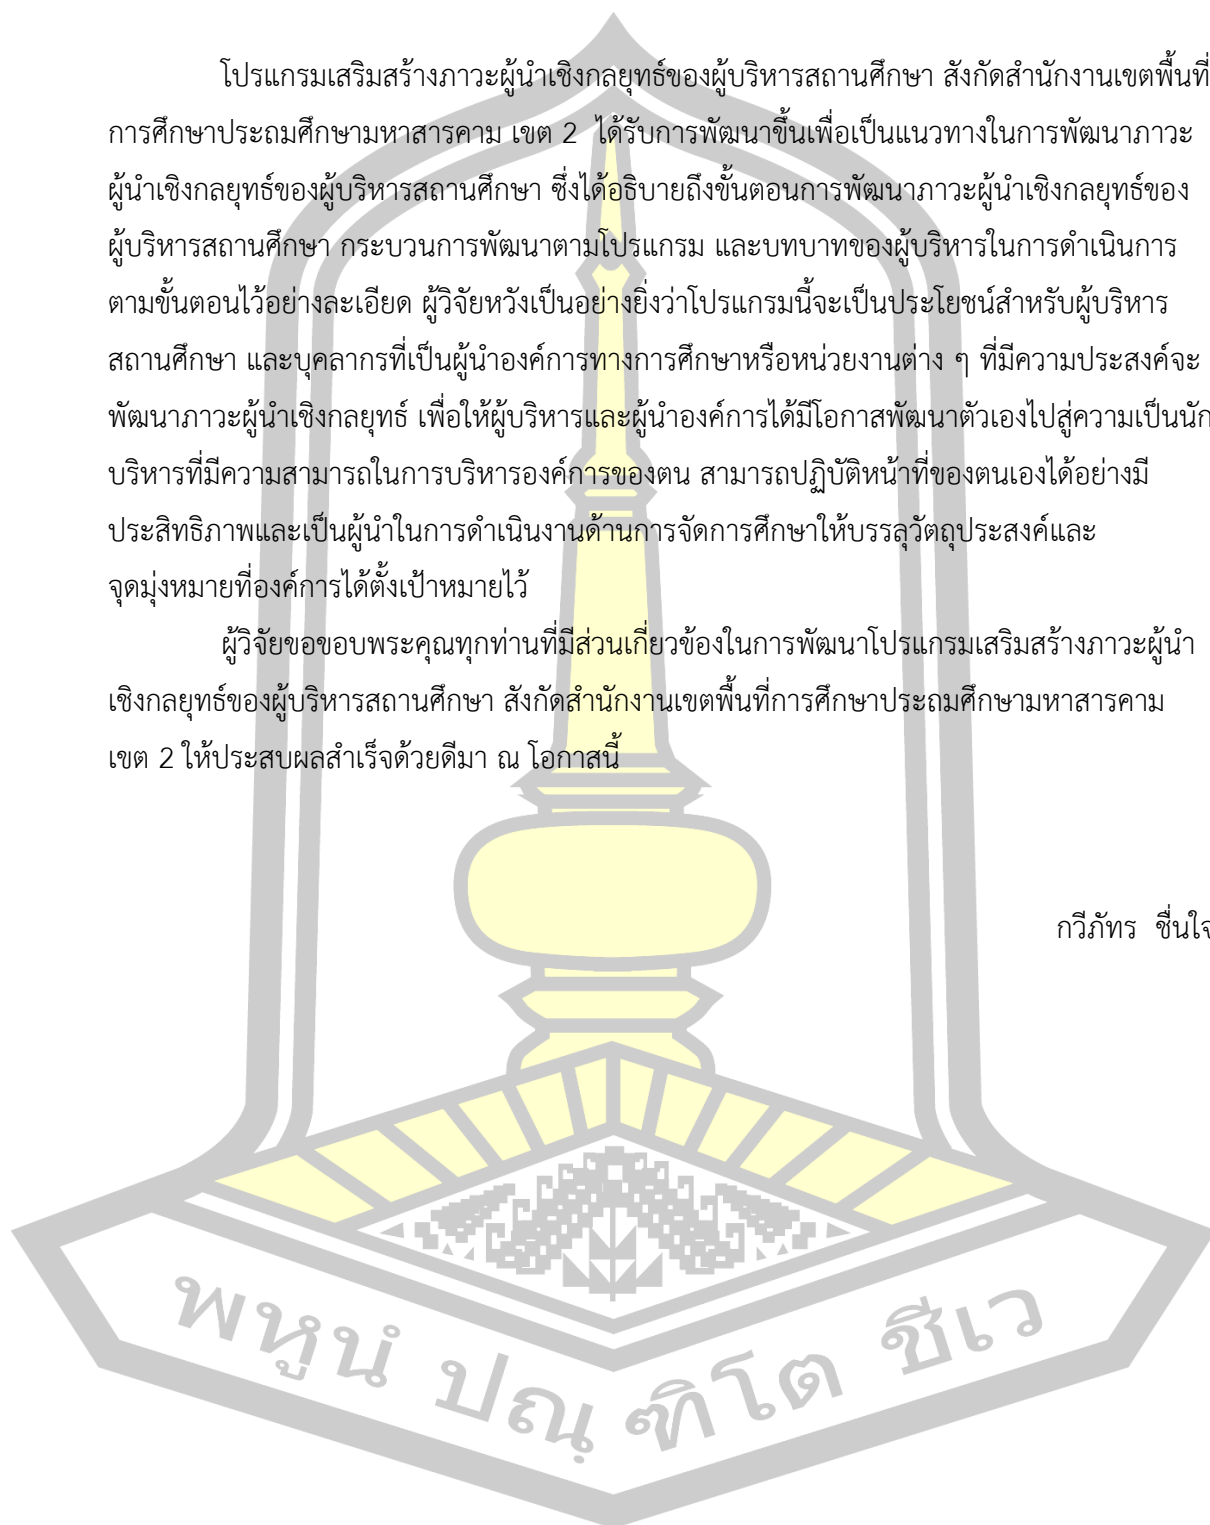 โปรแกรมเสริมสร้างภาวะผู้นำเชิงกลยุทธ์ของผู้บริหารสถานศึกษา สังกัดสำนักงานเขตพื้นที่
การศึกษาประถมศึกษามหาสารคาม เขต 2 ได้รับการพัฒนาขึ้นเพื่อเป็นแนวทางในการพัฒนาภาวะ
ผู้นำเชิงกลยุทธ์ของผู้บริหารสถานศึกษา ซึ่งได้อธิบายถึงขั้นตอนการพัฒนาภาวะผู้นำเชิงกลยุทธ์ของ
ผู้บริหารสถานศึกษา กระบวนการพัฒนาตามโปรแกรม และบทบาทของผู้บริหารในการดำเนินการ
ตามขั้นตอนไว้อย่างละเอียด ผู้วิจัยหวังเป็นอย่างยิ่งว่าโปรแกรมนี้จะเป็นประโยชน์สำหรับผู้บริหาร
สถานศึกษา และบุคลากรที่เป็นผู้นำองค์การทางการศึกษาหรือหน่วยงานต่าง ๆ ที่มีความประสงค์จะ
พัฒนาภาวะผู้นำเชิงกลยุทธ์ เพื่อให้ผู้บริหารและผู้นำองค์การได้มีโอกาสพัฒนาตัวเองไปสู่ความเป็นนัก
บริหารที่มีความสามารถในการบริหารองค์การของตน สามารถปฏิบัติหน้าที่ของตนเองได้อย่างมี
ประสิทธิภาพและเป็นผู้นำในการดำเนินงานด้านการจัดการศึกษาให้บรรลุวัตถุประสงค์และ
จุดมุ่งหมายที่องค์การได้ตั้งเป้าหมายไว้
ผู้วิจัยขอขอบพระคุณทุกท่านที่มีส่วนเกี่ยวข้องในการพัฒนาโปรแกรมเสริมสร้างภาวะผู้นำ
เชิงกลยุทธ์ของผู้บริหารสถานศึกษา สังกัดสำนักงานเขตพื้นที่การศึกษาประถมศึกษามหาสารคาม
เขต 2 ให้ประสบผลสำเร็จด้วยดีมา ณ โอกาสนี้
กวีภัทร ชื่นใจ
พหูนํ ปณฺฑิโต ชีเว